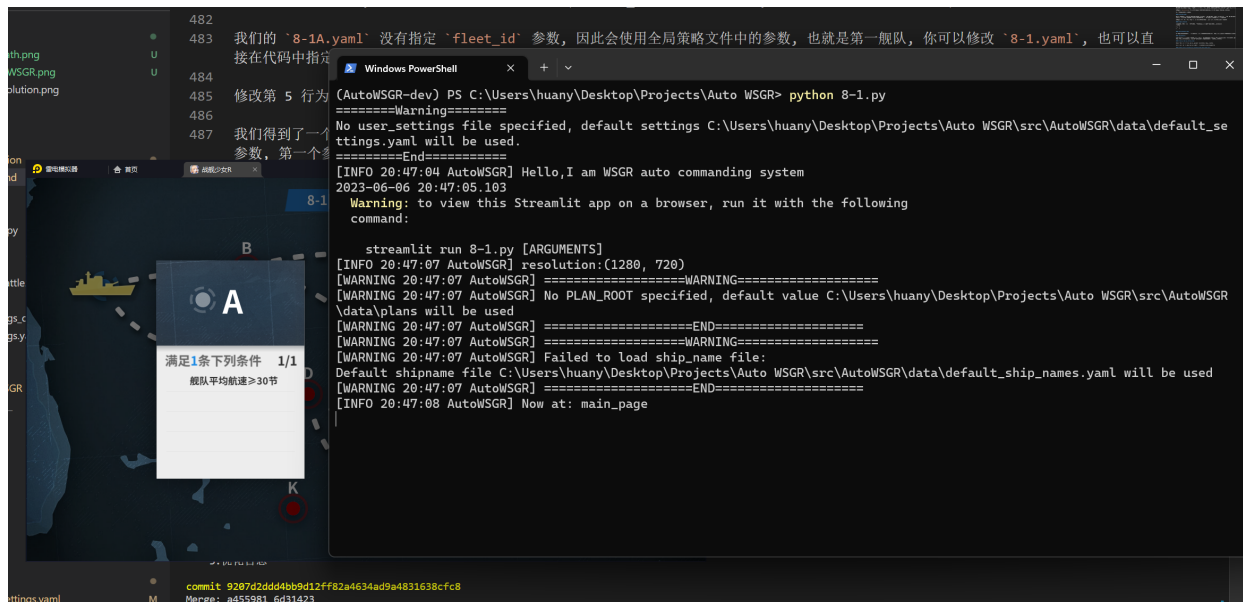 482
483 我们的 `8-1A.yaml` 没有指定 `fleet_id` 参数, 因此会使用全局策略文件中的参数, 也就是第一舰队, 你可以修改 `8-1.yaml`, 也可以直
接在代码中指定
484
485 修改第 5 行为
486
487 我们得到了一个
参数, 第一个参
ath.png U
WSGR.png U
olution.png
ion
nd
py
attle
gs_c
gs.y
SGR
ettings.yaml M
雷电模拟器
首页
战舰少女R ×
8-1
B
A
满足1条下列条件 1/1
舰队平均航速≥30节
D
K
Windows PowerShell
(AutoWSGR-dev) PS C:\Users\huany\Desktop\Projects\Auto WSGR> python 8-1.py
========Warning========
No user_settings file specified, default settings C:\Users\huany\Desktop\Projects\Auto WSGR\src\AutoWSGR\data\default_se
ttings.yaml will be used.
=========End===========
[INFO 20:47:04 AutoWSGR] Hello,I am WSGR auto commanding system
2023-06-06 20:47:05.103
Warning: to view this Streamlit app on a browser, run it with the following
command:
streamlit run 8-1.py [ARGUMENTS]
[INFO 20:47:07 AutoWSGR] resolution:(1280, 720)
[WARNING 20:47:07 AutoWSGR] ===================WARNING===================
[WARNING 20:47:07 AutoWSGR] No PLAN_ROOT specified, default value C:\Users\huany\Desktop\Projects\Auto WSGR\src\AutoWSGR
\data\plans will be used
[WARNING 20:47:07 AutoWSGR] ====================END====================
[WARNING 20:47:07 AutoWSGR] ===================WARNING===================
[WARNING 20:47:07 AutoWSGR] Failed to load ship_name file:
Default shipname file C:\Users\huany\Desktop\Projects\Auto WSGR\src\AutoWSGR\data\default_ship_names.yaml will be used
[WARNING 20:47:07 AutoWSGR] ====================END====================
[INFO 20:47:08 AutoWSGR] Now at: main_page
commit 9207d2ddd4bb9d12ff82a4634ad9a4831638cfc8
Merge: a455981 6d31423